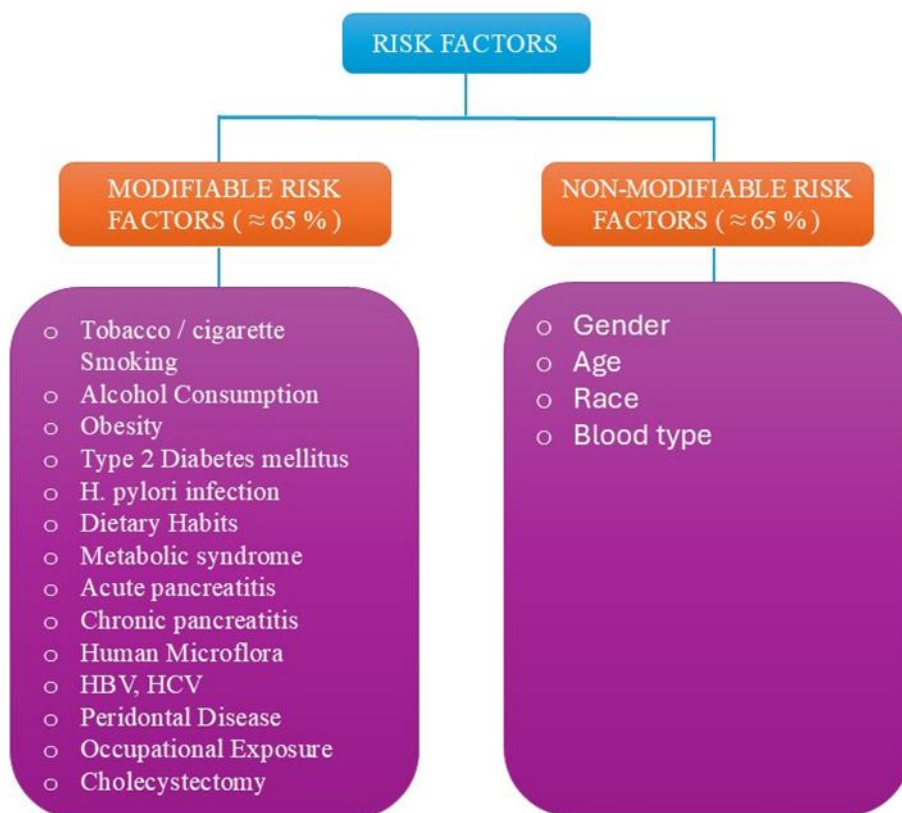 RISK FACTORS
MODIFIABLE RISK
FACTORS ( ≈ 65 % )
NON-MODIFIABLE RISK
FACTORS ( ≈ 65 % )
o Tobacco / cigarette
Smoking
o Alcohol Consumption
o Obesity
o Type 2 Diabetes mellitus
o H. pylori infection
o Dietary Habits
o Metabolic syndrome
o Acute pancreatitis
o Chronic pancreatitis
o Human Microflora
o HBV, HCV
o Peridontal Disease
o Occupational Exposure
o Cholecystectomy
o Gender
o Age
o Race
o Blood type